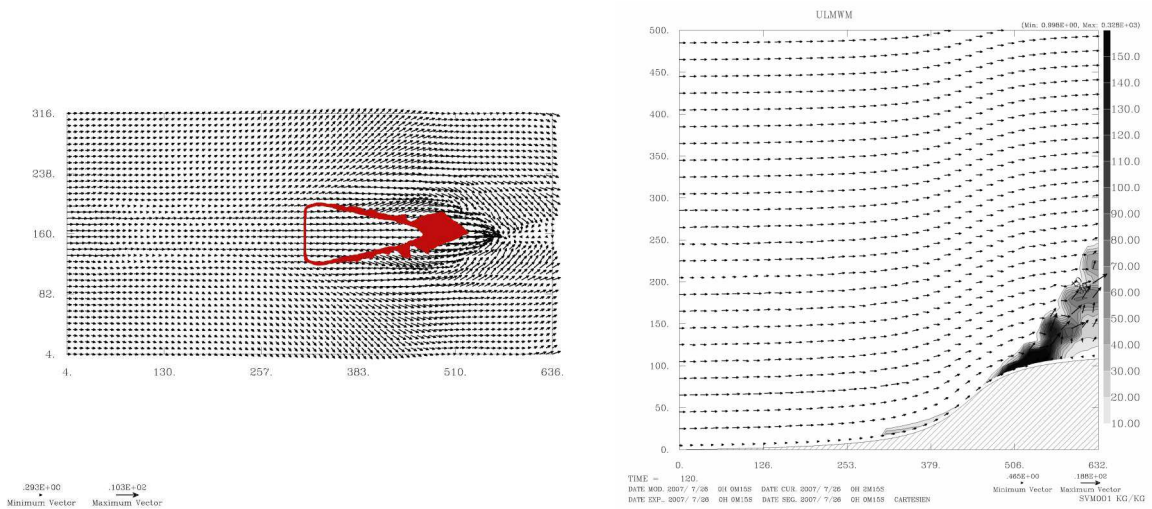 316.
238.
160.
82.
4.
4. 130. 257. 383. 510. 636.
.293E+00 .103E+02
Minimum Vector Maximum Vector
ULMWM
(Min: 0.998E+00, Max: 0.328E+03)
500.
450.
400.
350.
300.
250.
200.
150.
100.
50.
0.
150.0
140.0
130.0
120.0
110.0
100.0
90.00
80.00
70.00
60.00
50.00
40.00
30.00
20.00
10.00
0. 126. 253. 379. 506. 632.
TIME = 120.
DATE MOD. 2007/ 7/26 0H 0M15S DATE CUR. 2007/ 7/26 0H 2M15S
DATE EXP.. 2007/ 7/26 0H 0M15S DATE SEG. 2007/ 7/26 0H 0M15S CARTESIEN
.465E+00 .188E+02
Minimum Vector Maximum Vector
SVM001 KG/KG